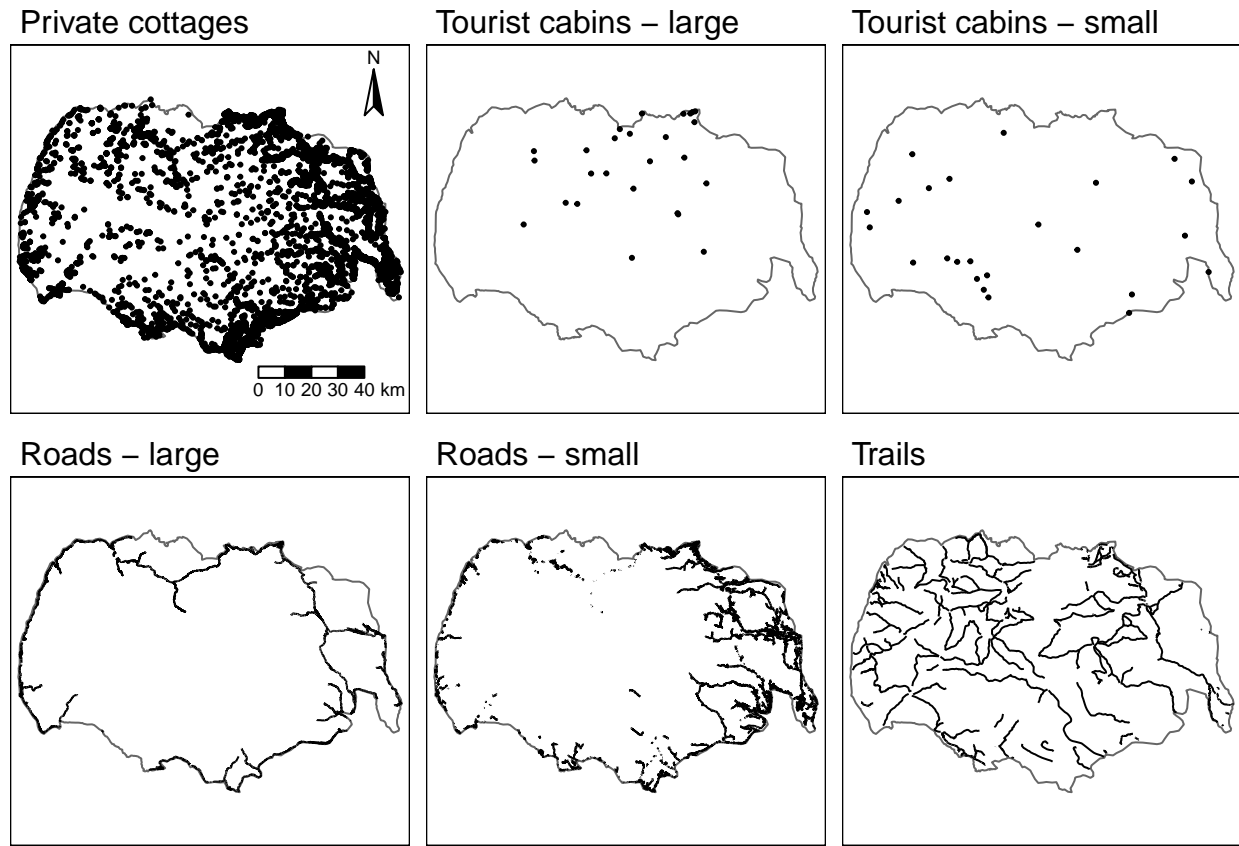 Private cottages
Tourist cabins – large
Tourist cabins – small
N
0 10 20 30 40 km
Roads – large
Roads – small
Trails